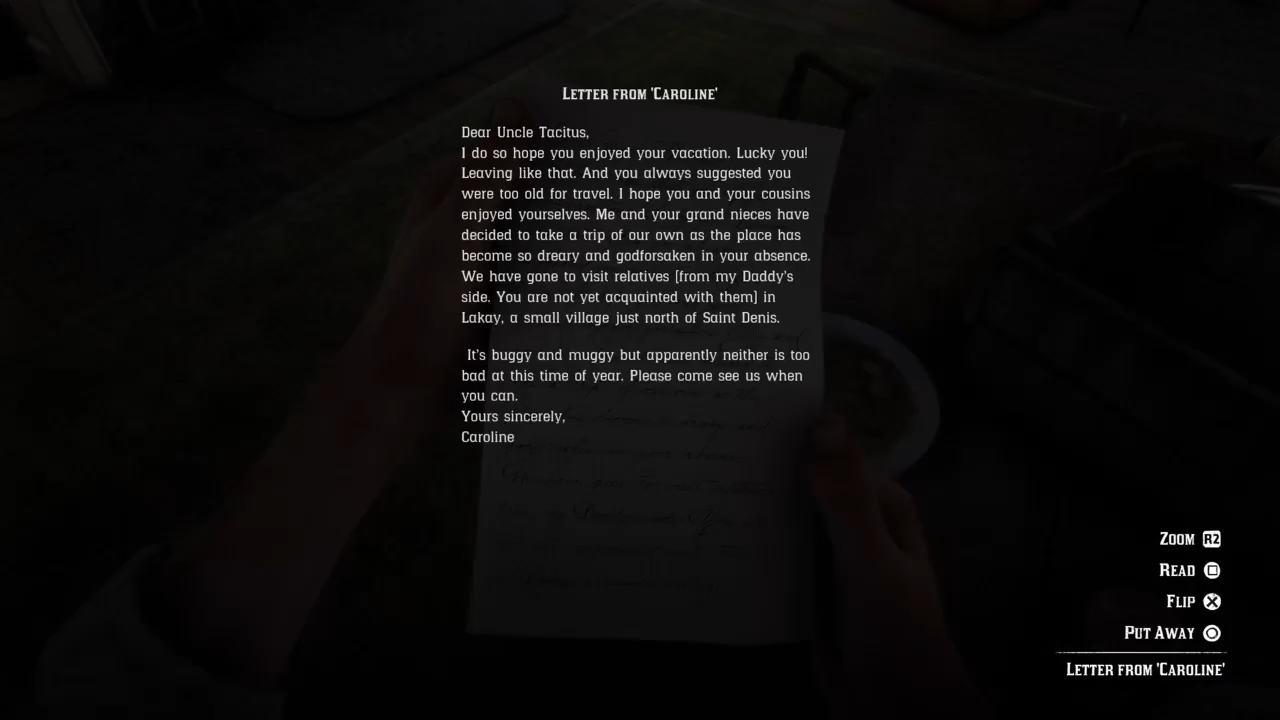 Letter from 'Caroline'
Dear Uncle Tacitus,
I do so hope you enjoyed your vacation. Lucky you!
Leaving like that. And you always suggested you
were too old for travel. I hope you and your cousins
enjoyed yourselves. Me and your grand nieces have
decided to take a trip of our own as the place has
become so dreary and godforsaken in your absence.
We have gone to visit relatives [from my Daddy's
side. You are not yet acquainted with them] in
Lakay, a small village just north of Saint Denis.
It's buggy and muggy but apparently neither is too
bad at this time of year. Please come see us when
you can.
Yours sincerely,
Caroline
Zoom R2
Read
Flip
Put Away
Letter from 'Caroline'